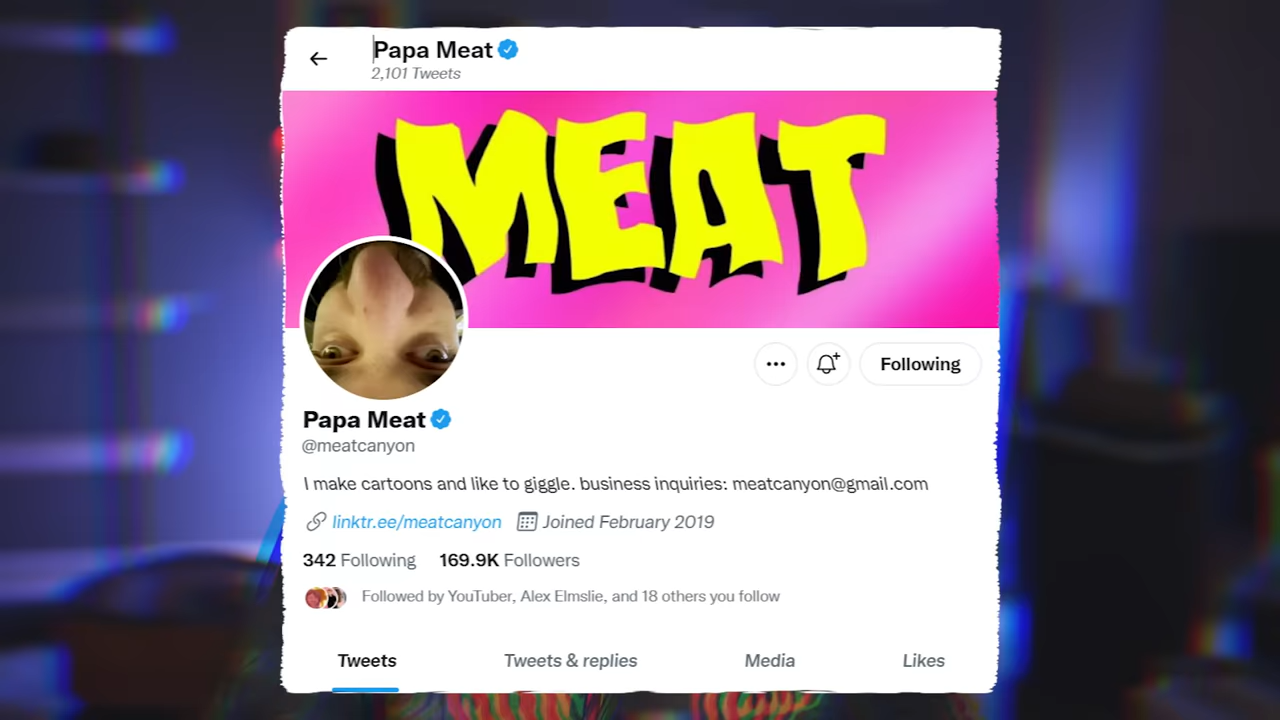 Papa Meat
2,101 Tweets
MEAT
Following
Papa Meat
@meatcanyon
I make cartoons and like to giggle. business inquiries: meatcanyon@gmail.com
linktr.ee/meatcanyon Joined February 2019
342 Following 169.9K Followers
Followed by YouTuber, Alex Elmslie, and 18 others you follow
Tweets Tweets & replies Media Likes